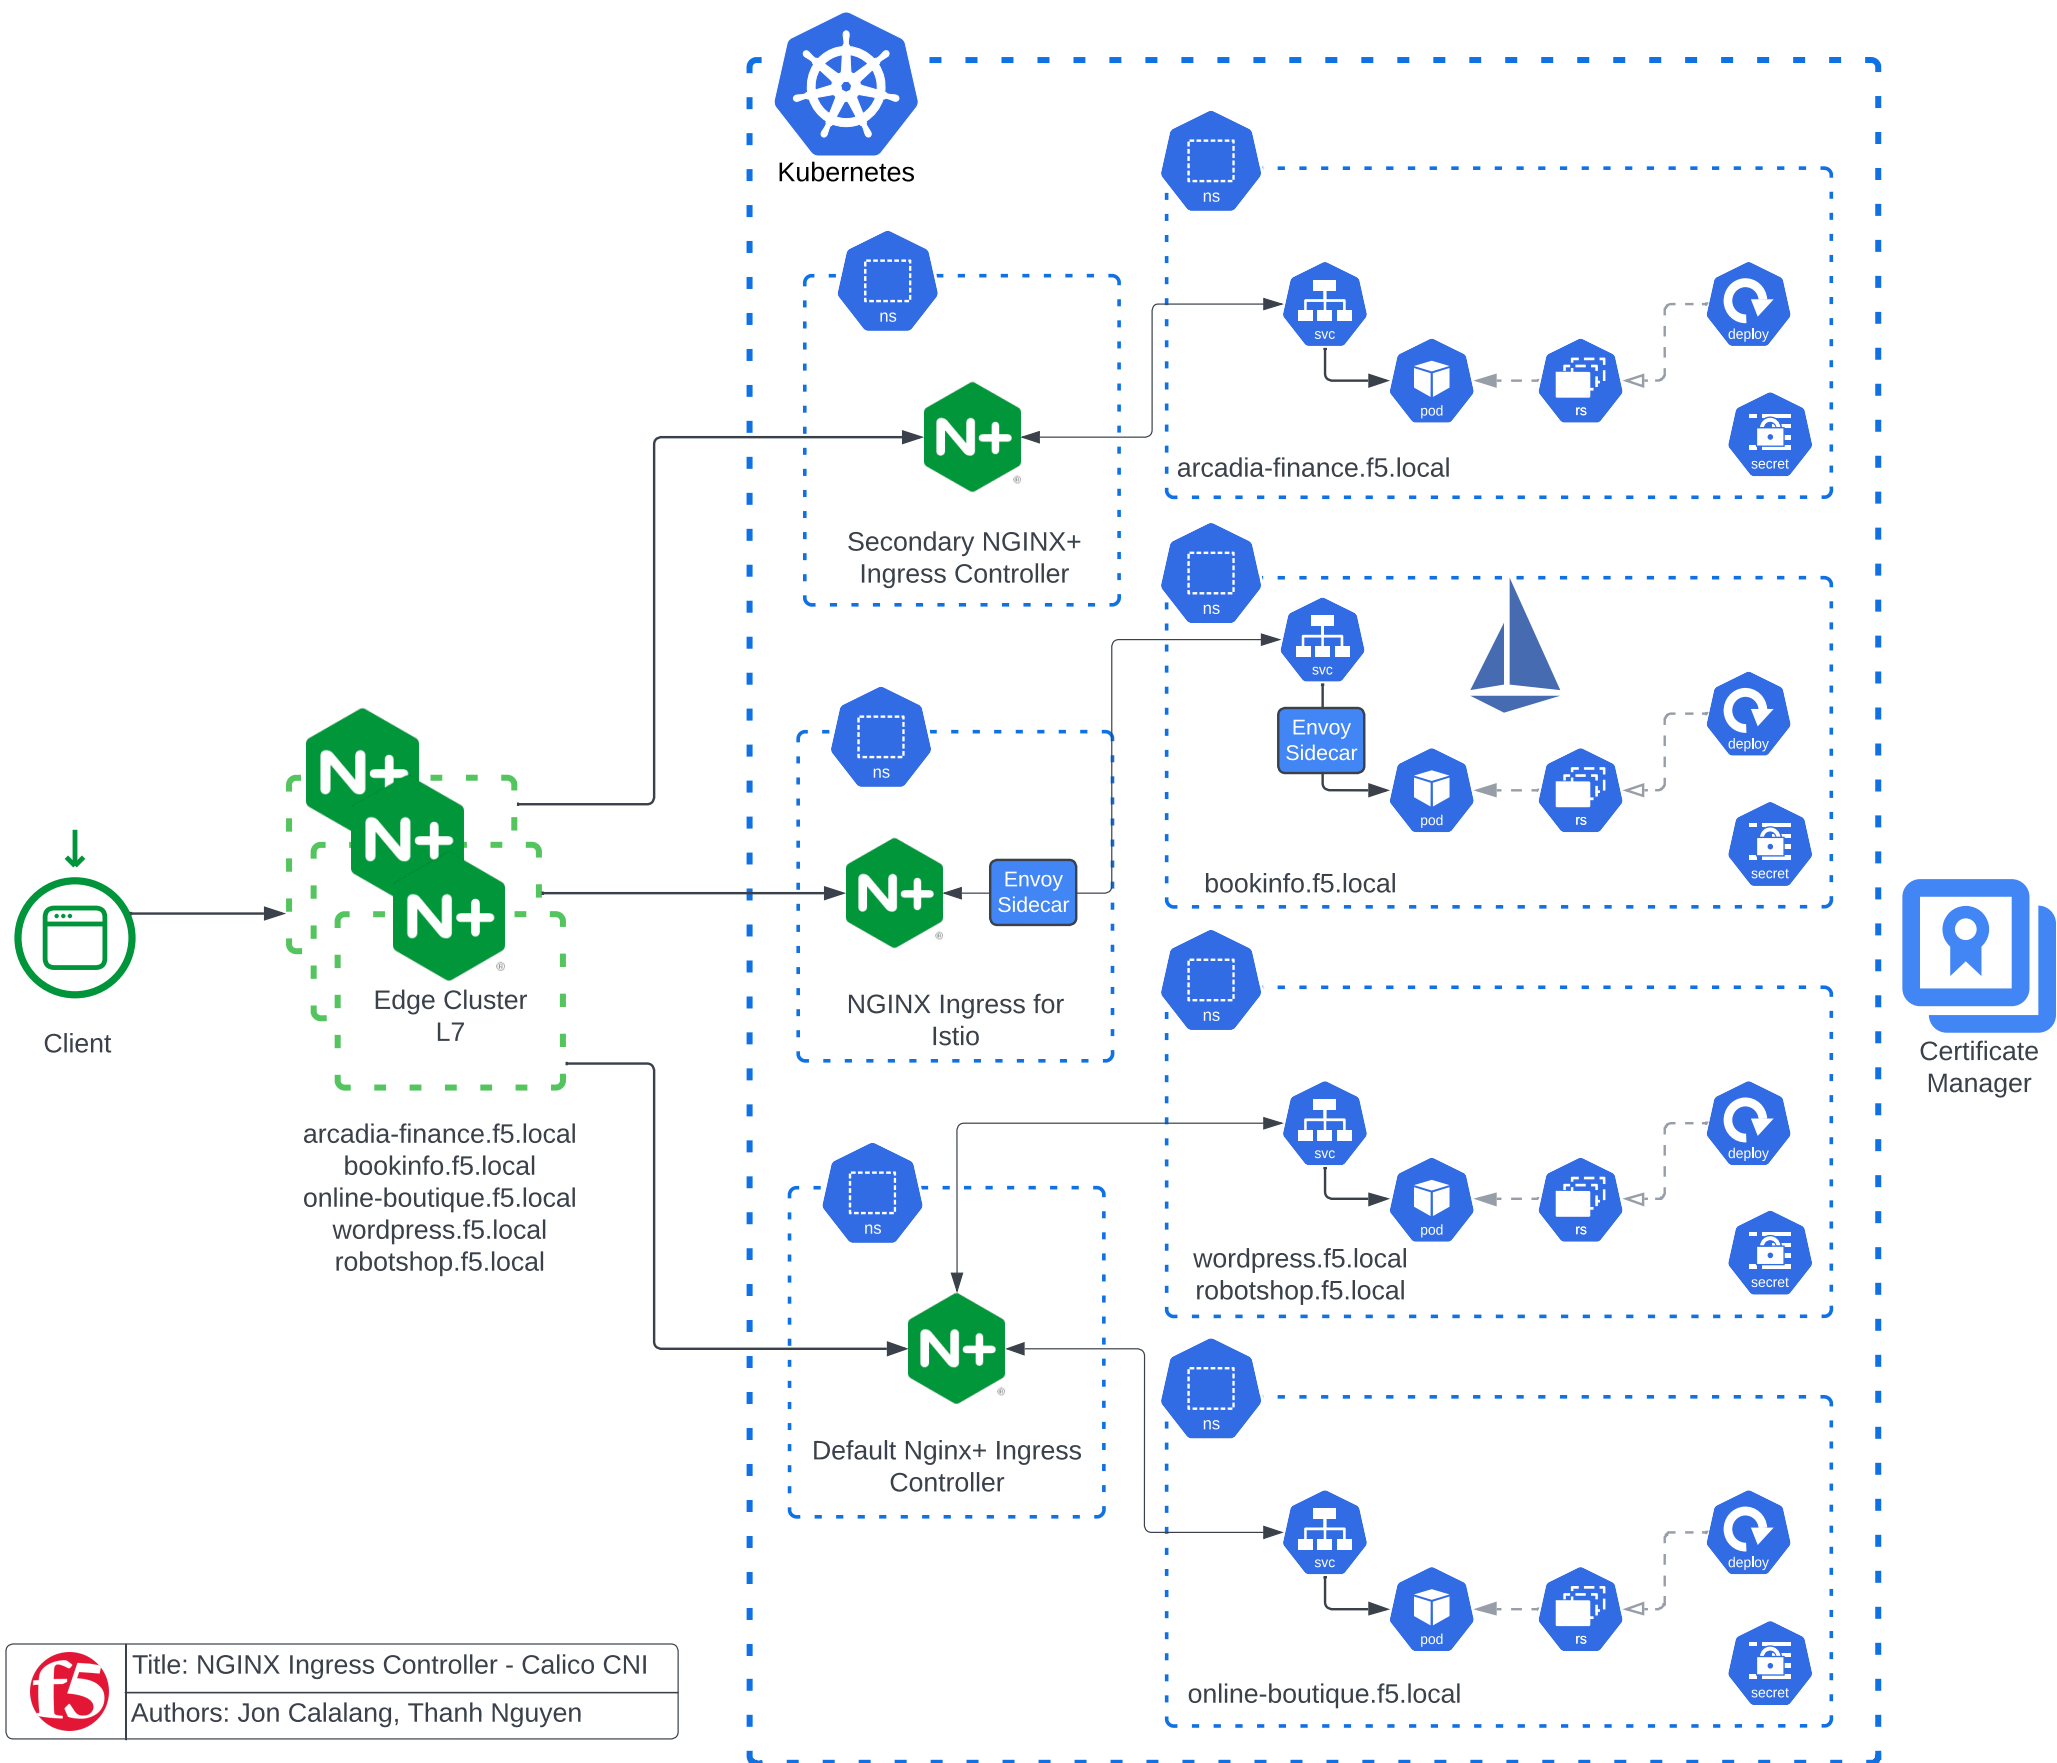 Kubernetes
ns
svc
pod
rs
deploy
secret
arcadia-finance.f5.local
ns
N+
®
Secondary NGINX+
Ingress Controller
ns
svc
Envoy
Sidecar
pod
rs
deploy
secret
bookinfo.f5.local
ns
N+
®
Envoy
Sidecar
NGINX Ingress for
Istio
Client
N+
N+
N+
®
Edge Cluster
L7
arcadia-finance.f5.local
bookinfo.f5.local
online-boutique.f5.local
wordpress.f5.local
robotshop.f5.local
ns
svc
pod
rs
deploy
secret
wordpress.f5.local
robotshop.f5.local
Certificate
Manager
ns
N+
®
Default Nginx+ Ingress
Controller
ns
svc
pod
rs
deploy
secret
online-boutique.f5.local
f5
Title: NGINX Ingress Controller - Calico CNI
Authors: Jon Calalang, Thanh Nguyen